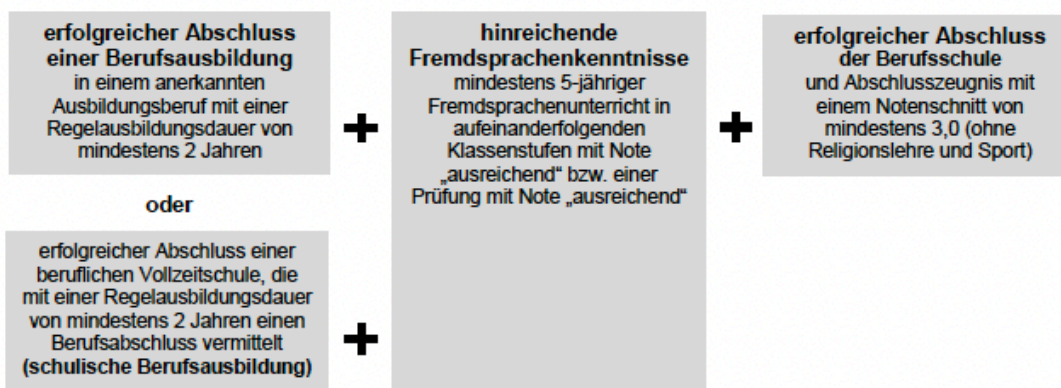 erfolgreicher Abschluss
einer Berufsausbildung
in einem anerkannten
Ausbildungsberuf mit einer
Regelausbildungsdauer von
mindestens 2 Jahren
+
hinreichende
Fremdsprachenkenntnisse
mindestens 5-jähriger
Fremdsprachenunterricht in
aufeinanderfolgenden
Klassenstufen mit Note
„ausreichend“ bzw. einer
Prüfung mit Note „ausreichend“
+
erfolgreicher Abschluss
der Berufsschule
und Abschlusszeugnis mit
einem Notenschnitt von
mindestens 3,0 (ohne
Religionslehre und Sport)
oder
erfolgreicher Abschluss einer
beruflichen Vollzeitschule, die
mit einer Regelausbildungsdauer
von mindestens 2 Jahren einen
Berufsabschluss vermittelt
(schulische Berufsausbildung)
+